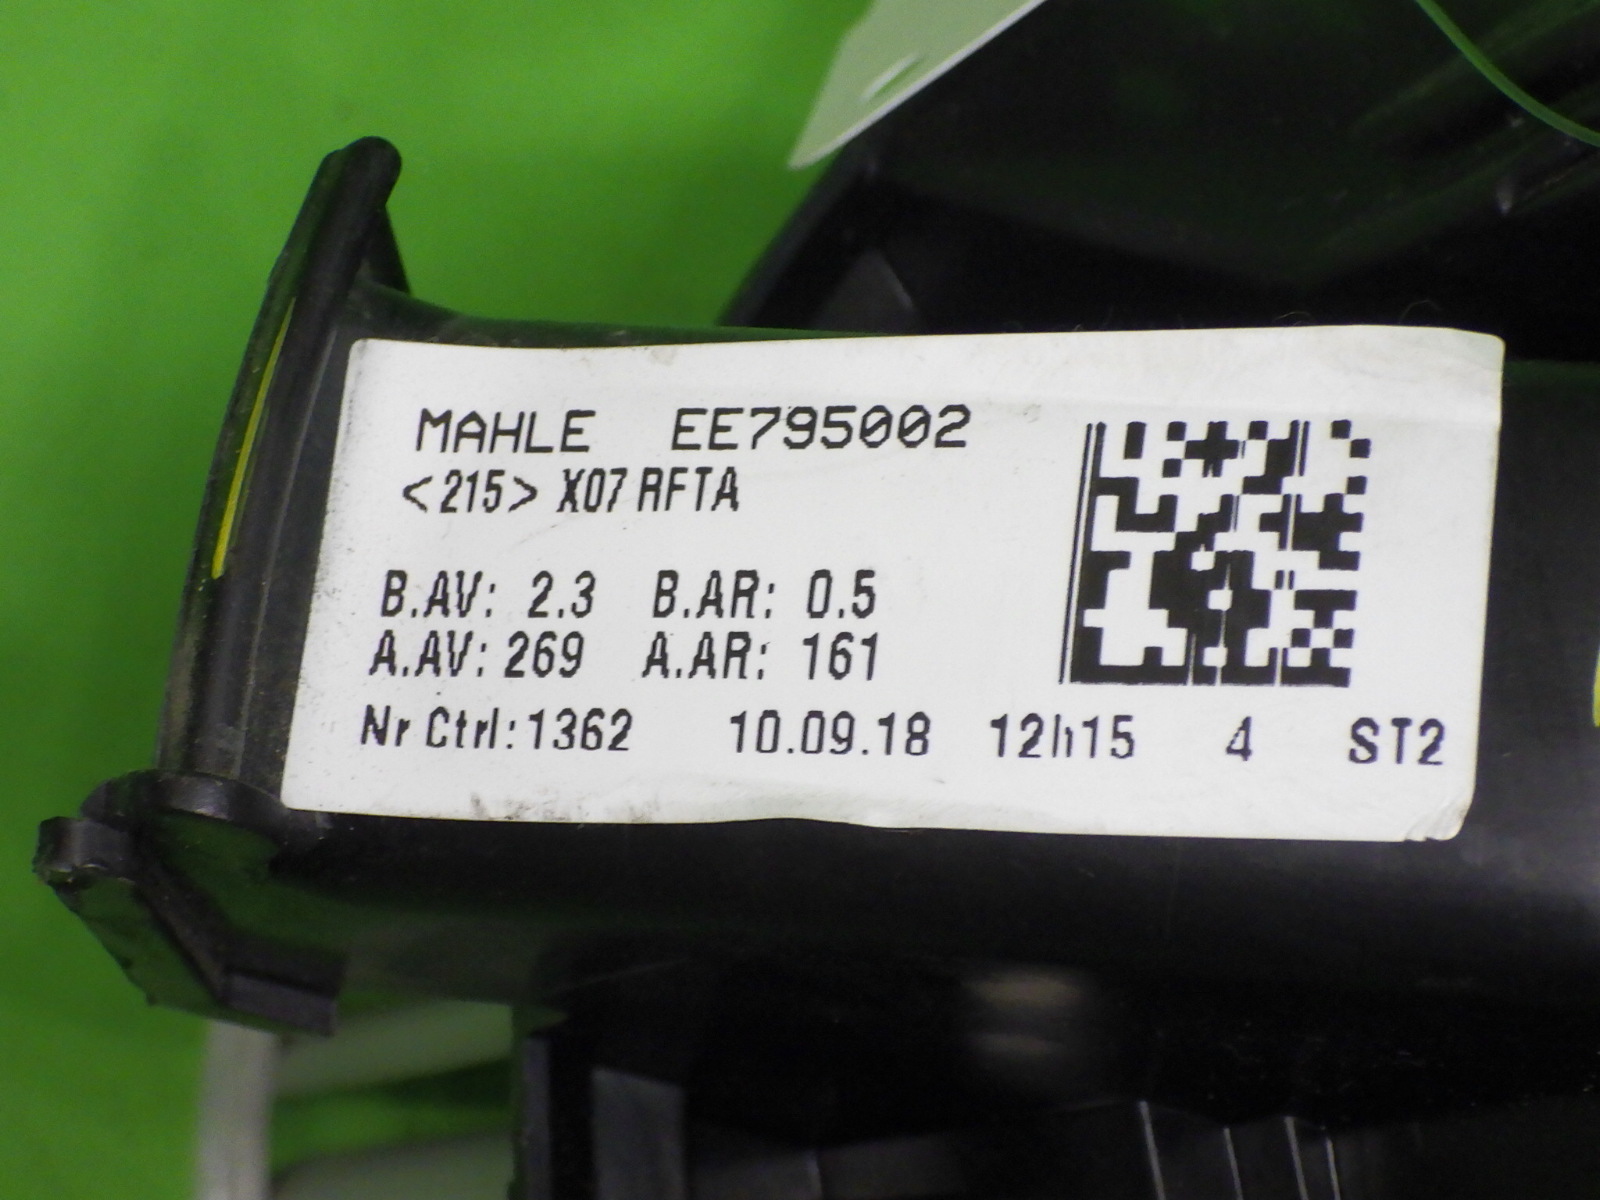 MAHLE EE795002
<215> X07 RFTA
B.AV: 2.3 B.AR: 0.5
A.AV: 269 A.AR: 161
Nr Ctrl: 1362 10.09.18 12h15 4 ST2